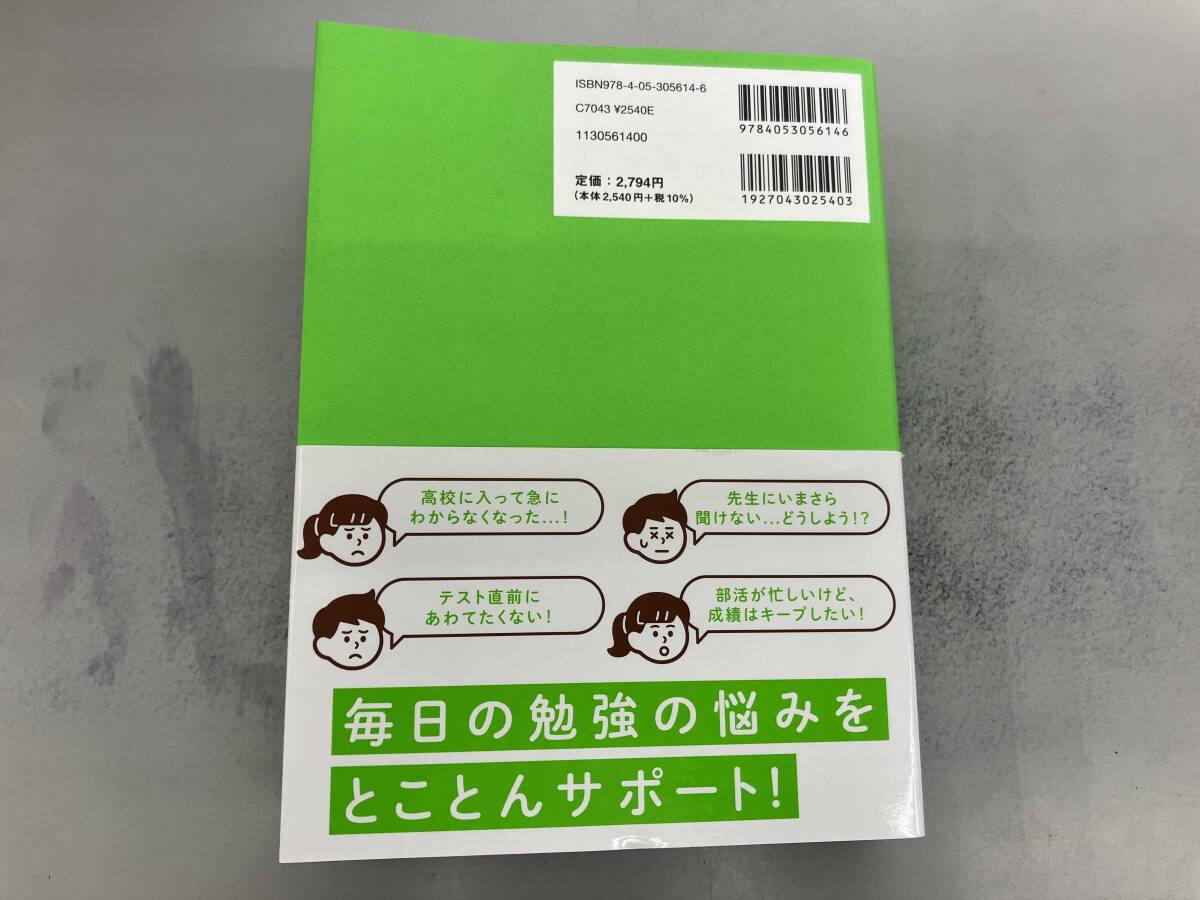 ISBN978-4-05-305614-6
C7043 ¥2540E
1130561400
定価：2,794円
（本体2,540円＋税10%）
9784053056146
1927043025403
高校に入って急に
わからなくなった…！
先生にいまさら
聞けない…どうしよう！？
テスト直前に
あわてたくない！
部活が忙しいけど、
成績はキープしたい！
毎日の勉強の悩みを
とことんサポート！